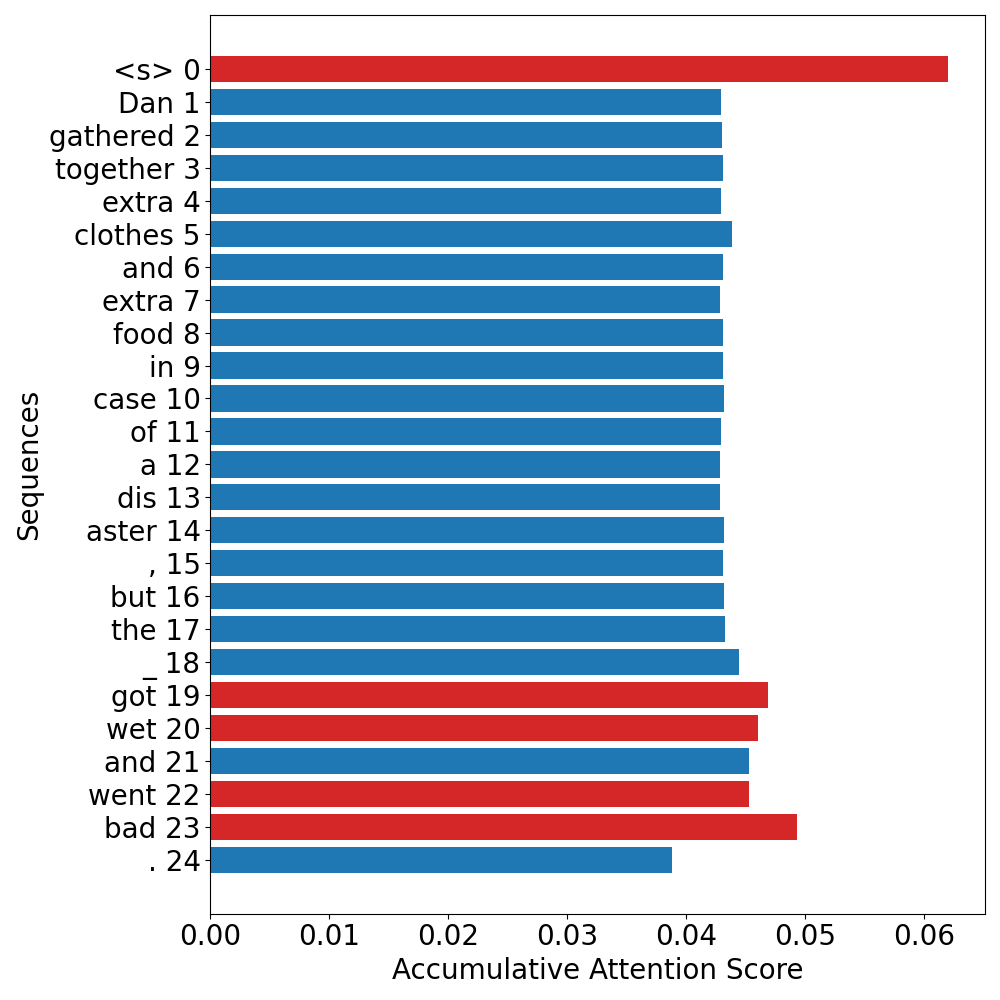 <s> 0
Dan 1
gathered 2
together 3
extra 4
clothes 5
and 6
extra 7
food 8
in 9
case 10
of 11
a 12
dis 13
aster 14
, 15
but 16
the 17
_ 18
got 19
wet 20
and 21
went 22
bad 23
. 24
Sequences
0.00 0.01 0.02 0.03 0.04 0.05 0.06
Accumulative Attention Score